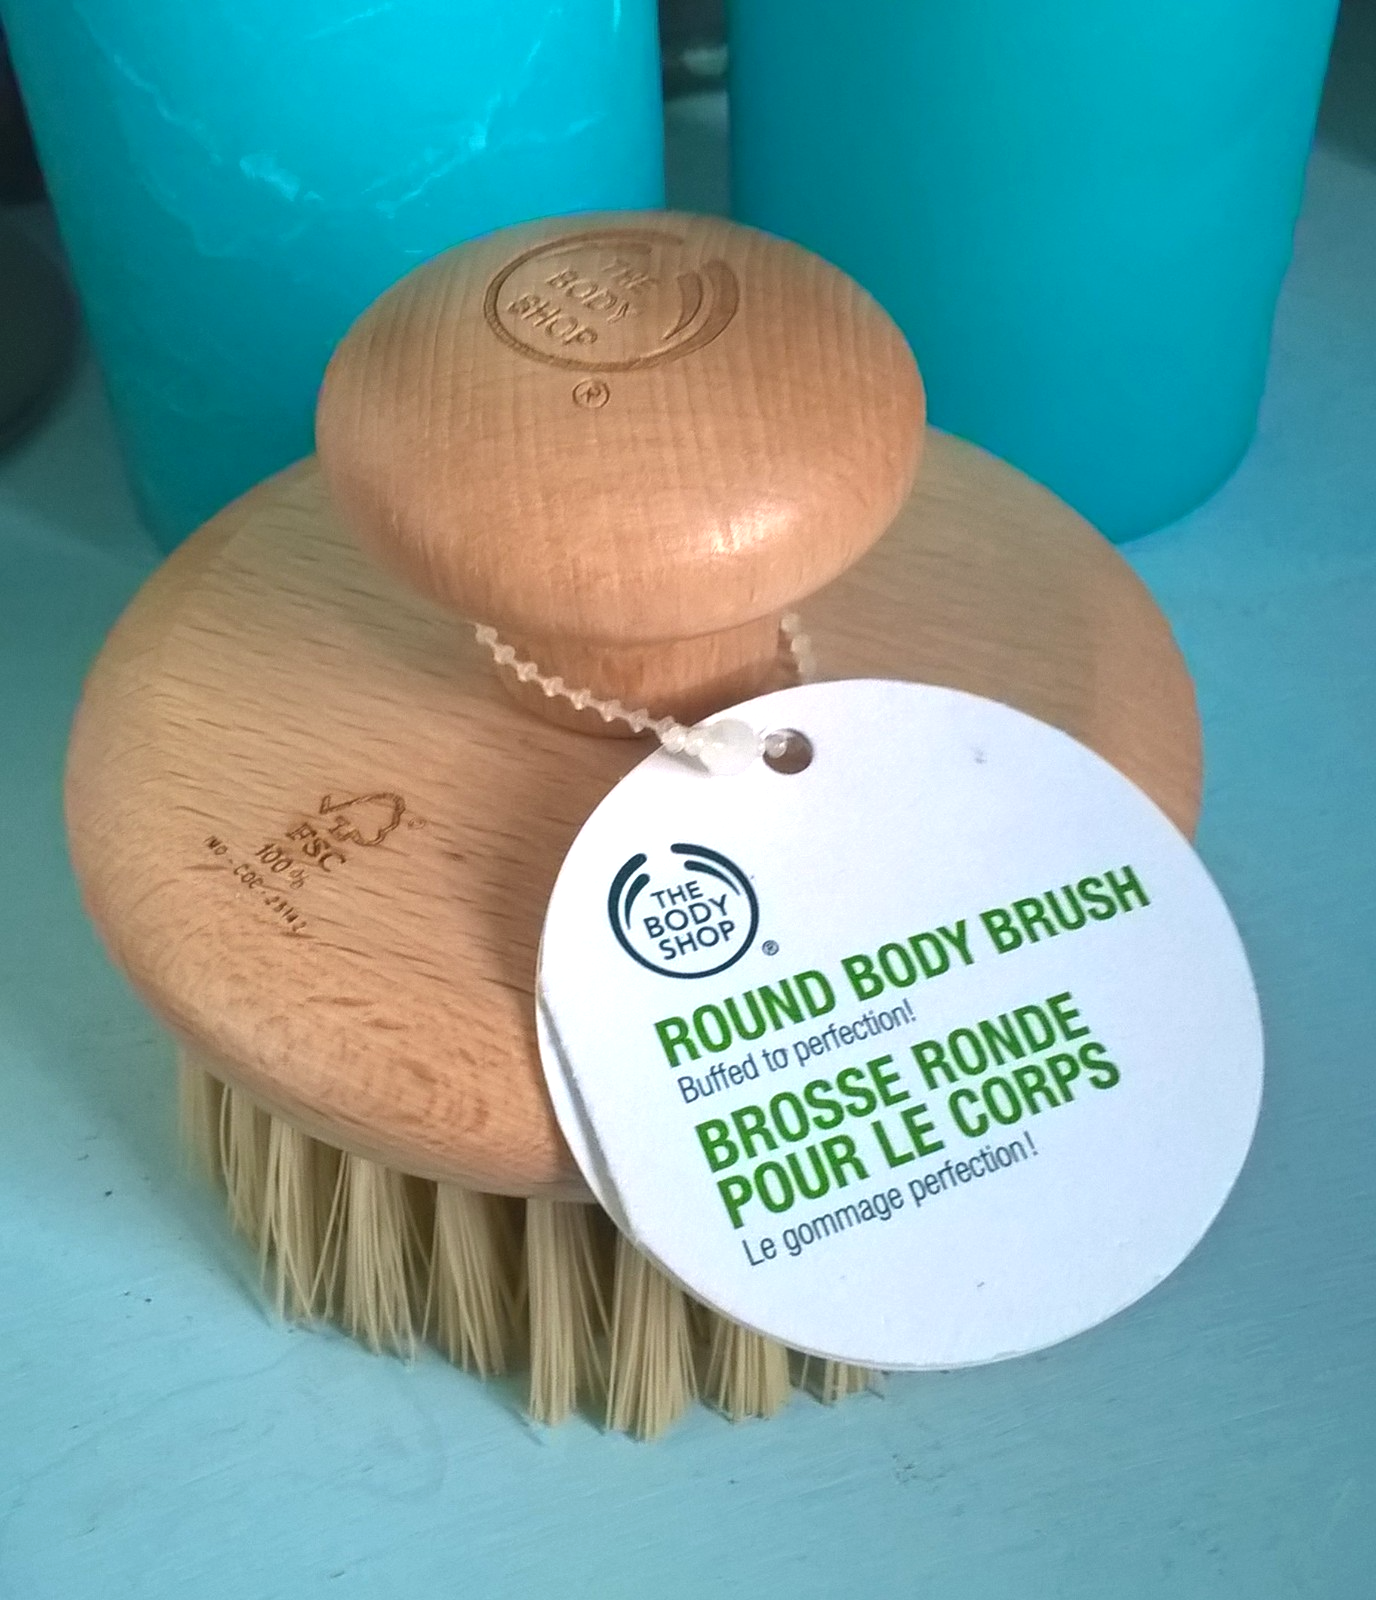 THE
BODY
SHOP
®
FSC
100%
THE
BODY
SHOP
®
ROUND BODY BRUSH
Buffed to perfection!
BROSSE RONDE
POUR LE CORPS
Le gommage perfection!